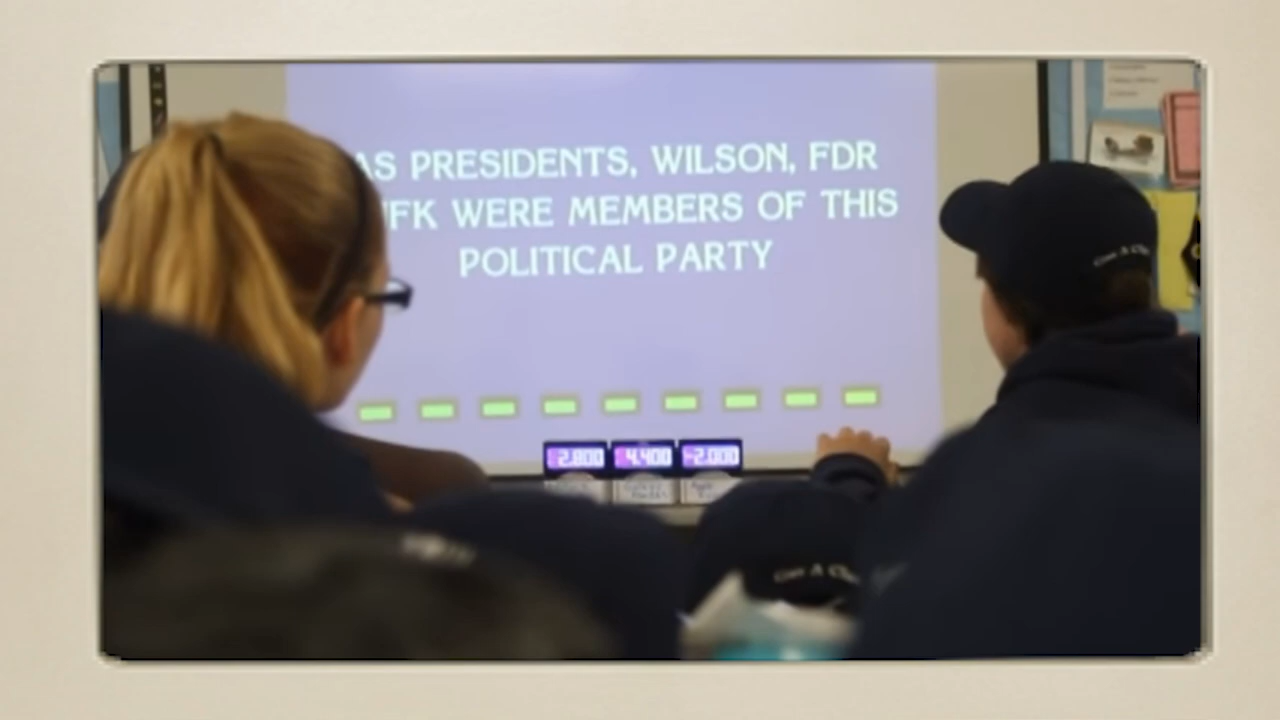 AS PRESIDENTS, WILSON, FDR
JFK WERE MEMBERS OF THIS
POLITICAL PARTY
2,800 4,400 -2,000